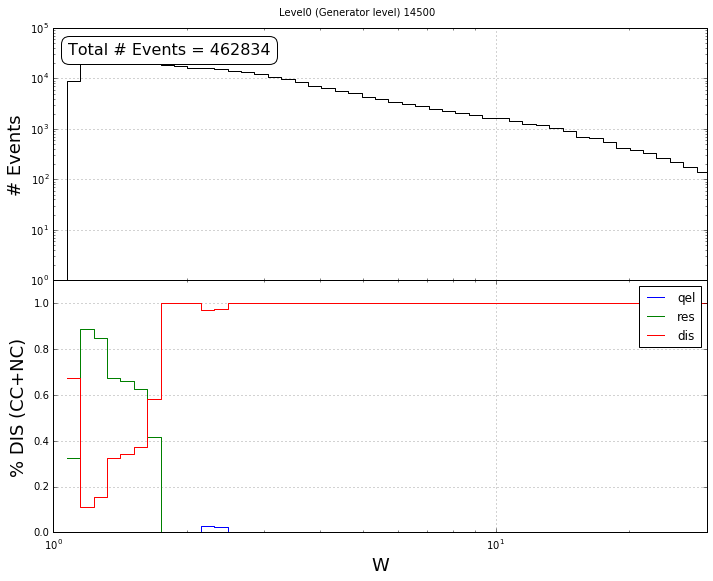 Level0 (Generator level) 14500
Total # Events = 462834
# Events
10^5
10^4
10^3
10^2
10^1
10^0
% DIS (CC+NC)
1.0
0.8
0.6
0.4
0.2
0.0
qel
res
dis
10^0
10^1
W